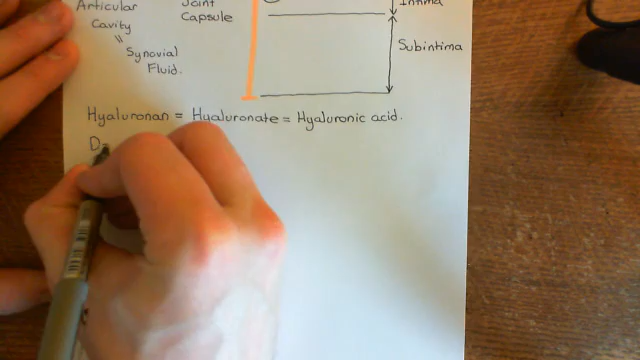 Articular
Cavity
"
Synovial
Fluid.
Joint
Capsule
Intima
Subintima
Hyaluronan = Hyaluronate = Hyaluronic acid.
D-